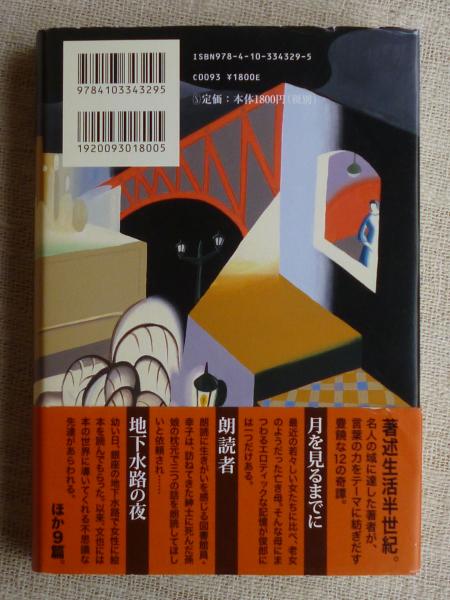 ISBN978-4-10-334329-5
C0093 ¥1800E
Ⓢ定価:本体1800円(税別)
9784103343295
1920093018005
著述生活半世紀。
名人の域に達した著者が、
言葉の力をテーマに紡ぎだす
豊饒な12の奇譚。
月を見るまでに
最近の若々しい女たちに比べ、老女
のようだった亡き母。そんな母にま
つわるエロティックな記憶が俊郎に
は一つだけある。
朗読者
朗読に生きがいを感じる図書館員・
幸子は、訪ねてきた紳士に死んだ孫
娘の枕元で三つの話を朗読してほし
いと依頼され……
地下水路の夜
幼い日、銀座の地下水路で女性に絵
本を読んでもらった。以来、文也には
本の世界に導いてくれる不思議な
先達があらわれる。
ほか9篇。